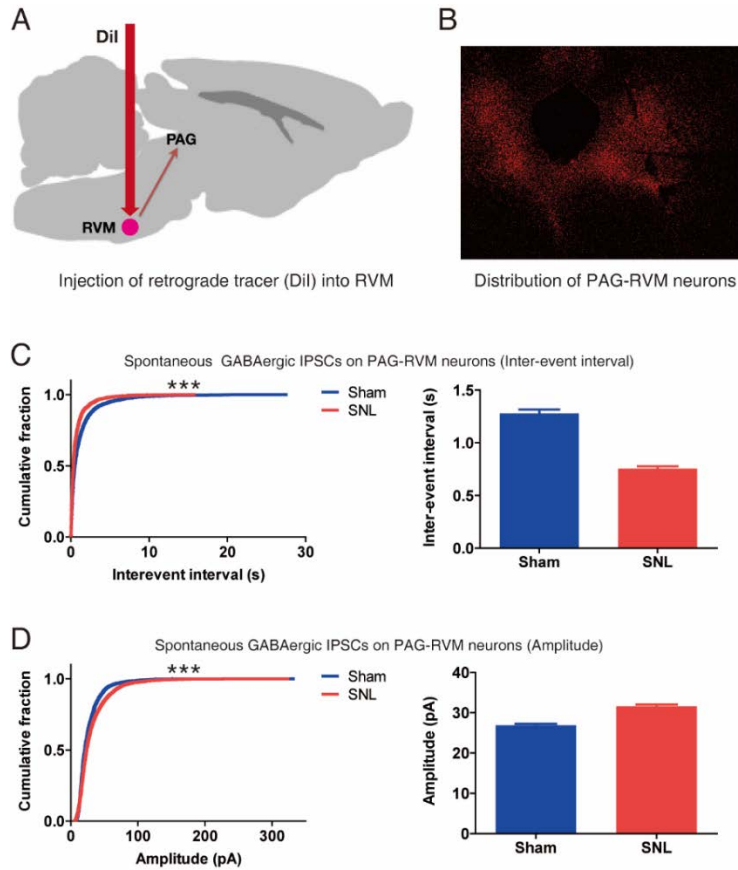 A
DiI
PAG
RVM
Injection of retrograde tracer (DiI) into RVM
B
Distribution of PAG-RVM neurons
C
Spontaneous GABAergic IPSCs on PAG-RVM neurons (Inter-event interval)
Cumulative fraction
1.0
0.5
0.0
0
10
20
30
Interevent interval (s)
***
Sham
SNL
Inter-event interval (s)
1.5
1.0
0.5
0.0
Sham
SNL
D
Spontaneous GABAergic IPSCs on PAG-RVM neurons (Amplitude)
Cumulative fraction
1.0
0.5
0.0
0
100
200
300
Amplitude (pA)
***
Sham
SNL
Amplitude (pA)
40
30
20
10
0
Sham
SNL